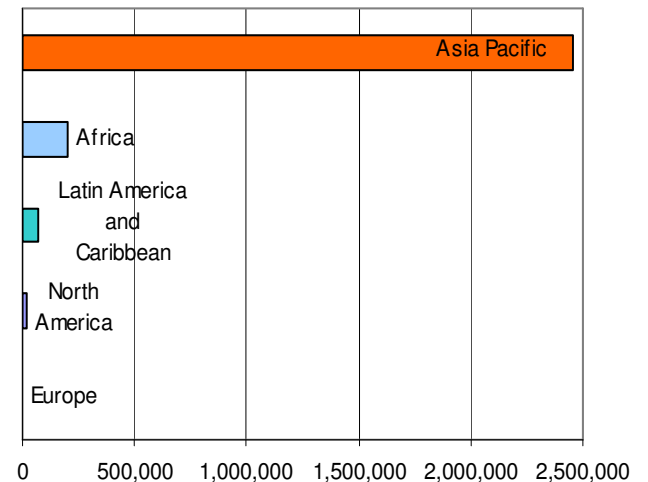 Asia Pacific
Africa
Latin America
and
Caribbean
North
America
Europe
0 500,000 1,000,000 1,500,000 2,000,000 2,500,000